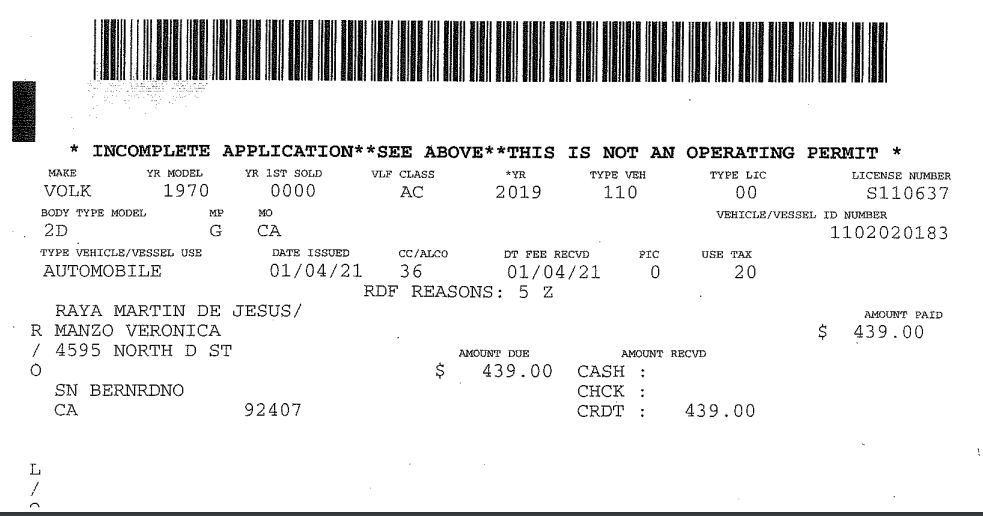 * INCOMPLETE APPLICATION**SEE ABOVE**THIS IS NOT AN OPERATING PERMIT *
MAKE YR MODEL YR 1ST SOLD VLF CLASS *YR TYPE VEH TYPE LIC LICENSE NUMBER
VOLK 1970 0000 AC 2019 110 00 S110637
BODY TYPE MODEL MP MO VEHICLE/VESSEL ID NUMBER
2D G CA 1102020183
TYPE VEHICLE/VESSEL USE DATE ISSUED CC/ALCO DT FEE RECVD PIC USE TAX
AUTOMOBILE 01/04/21 36 01/04/21 0 20
RDF REASONS: 5 Z
RAYA MARTIN DE JESUS/ AMOUNT PAID
R MANZO VERONICA $ 439.00
/ 4595 NORTH D ST AMOUNT DUE AMOUNT RECVD
O $ 439.00 CASH :
SN BERNRDNO CHCK :
CA 92407 CRDT : 439.00
L
/